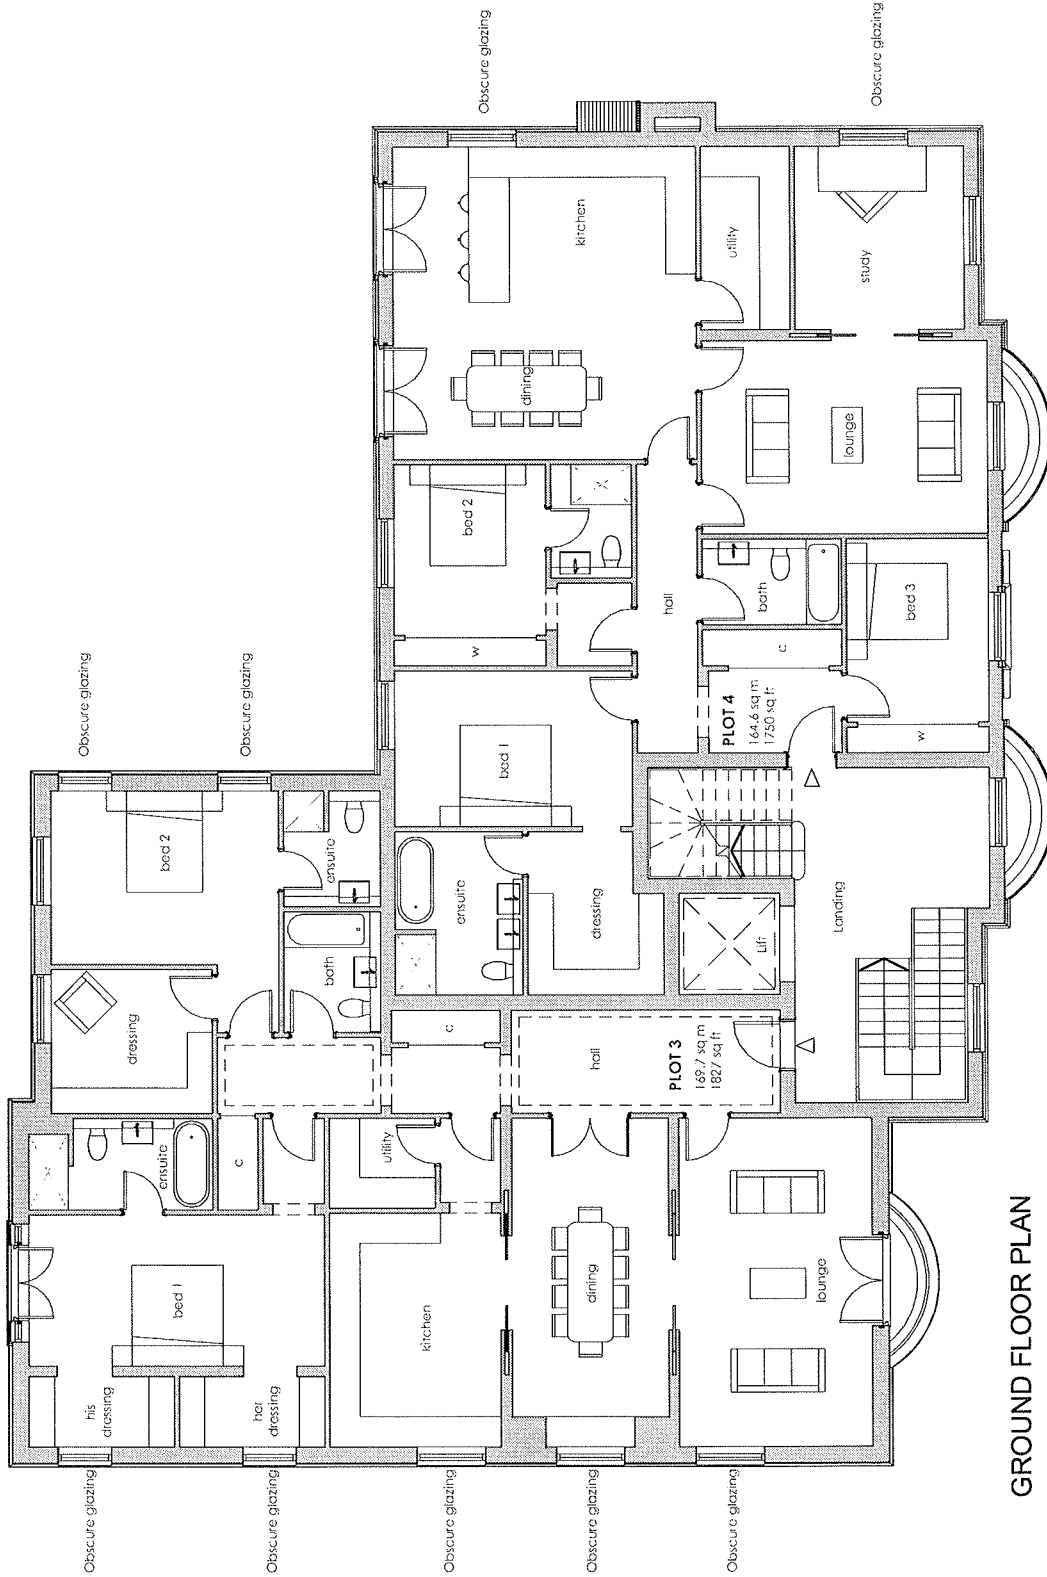 Obscure glazing
Obscure glazing
Obscure glazing
Obscure glazing
kitchen
utility
study
dining
lounge
bed 2
w
hall
bath
bed 3
c
w
PLOT 4
164.6 sq m
1750 sq ft
bed 1
ensuite
dressing
Lift
Landing
bed 2
ensuite
bath
dressing
c
hall
PLOT 3
169.7 sq m
1827 sq ft
ensuite
c
utility
bed 1
his
dressing
her
dressing
kitchen
dining
lounge
Obscure glazing
Obscure glazing
Obscure glazing
Obscure glazing
Obscure glazing
GROUND FLOOR PLAN